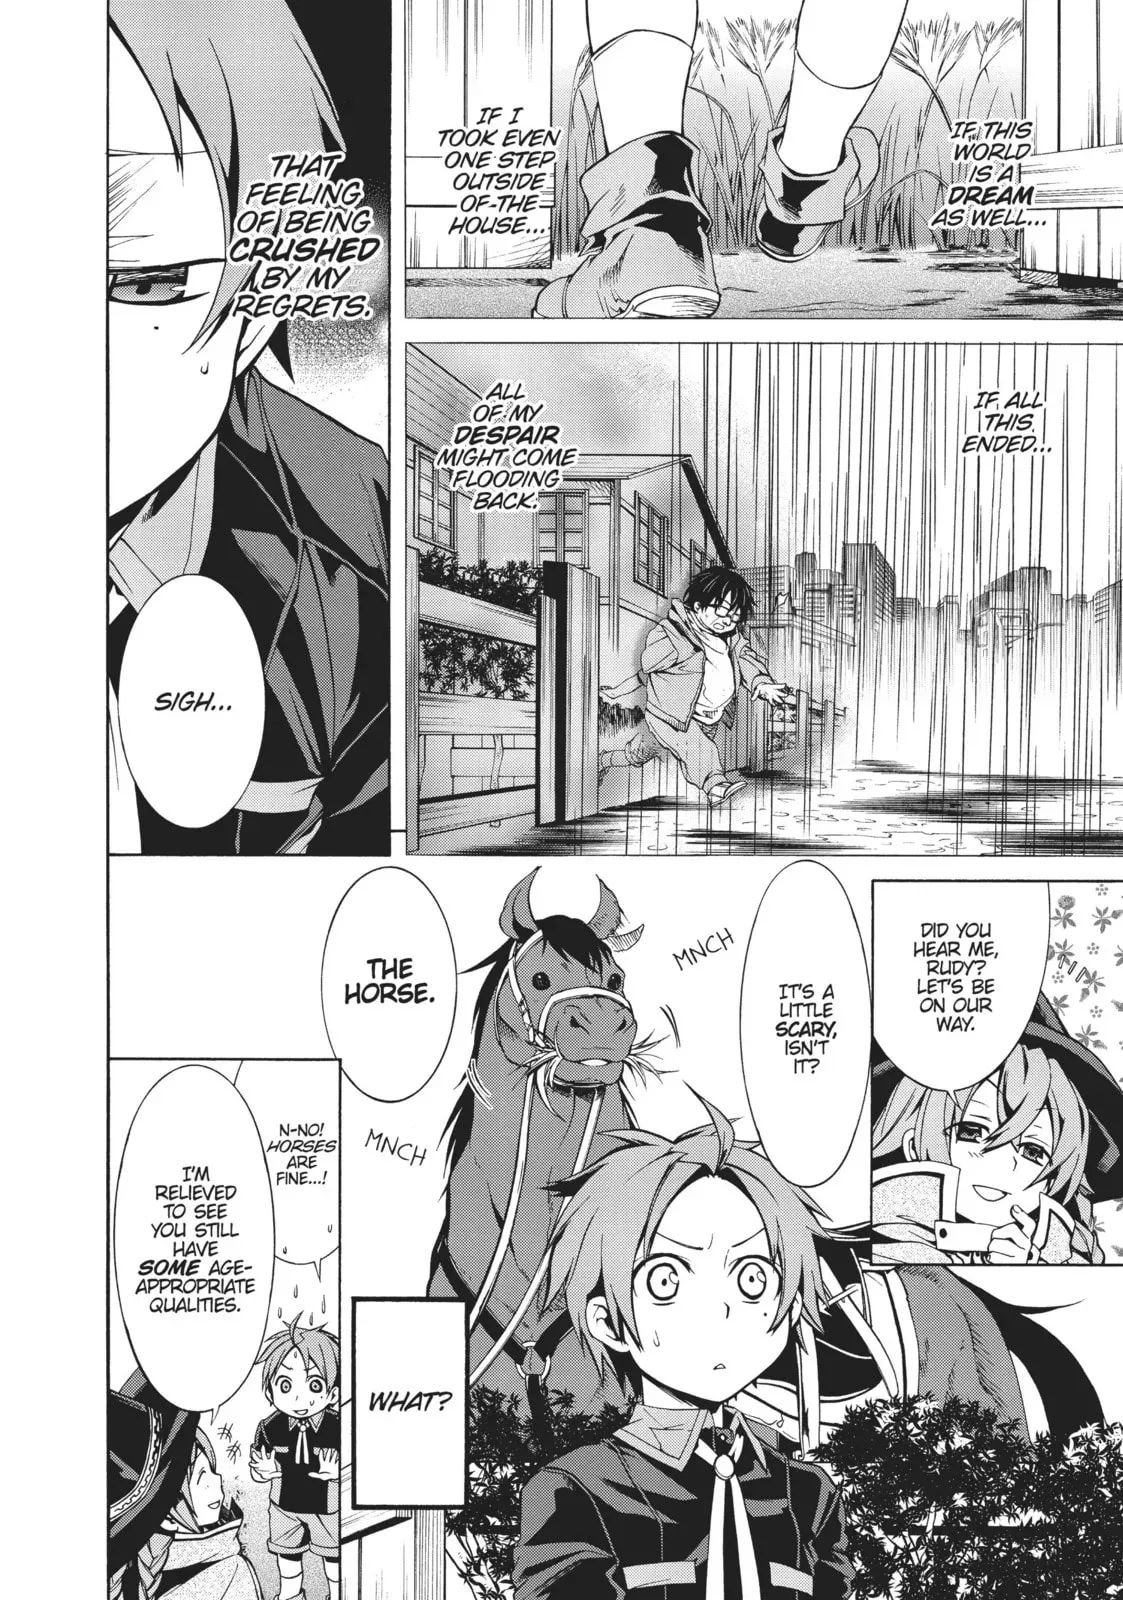 IF THIS
WORLD
IS A
DREAM
AS WELL...
IF I
TOOK EVEN
ONE STEP
OUTSIDE
OF THE
HOUSE...
IF ALL
THIS
ENDED...
ALL
OF MY
DESPAIR
MIGHT COME
FLOODING
BACK.
THAT
FEELING
OF BEING
CRUSHED
BY MY
REGRETS.
SIGH...
DID YOU
HEAR ME,
RUDY?
LET'S BE
ON OUR
WAY.
IT'S A
LITTLE
SCARY,
ISN'T
IT?
MNCH
THE
HORSE.
MNCH
WHAT?
N-NO!
HORSES
ARE
FINE...!
I'M
RELIEVED
TO SEE
YOU STILL
HAVE
SOME AGE-
APPROPRIATE
QUALITIES.